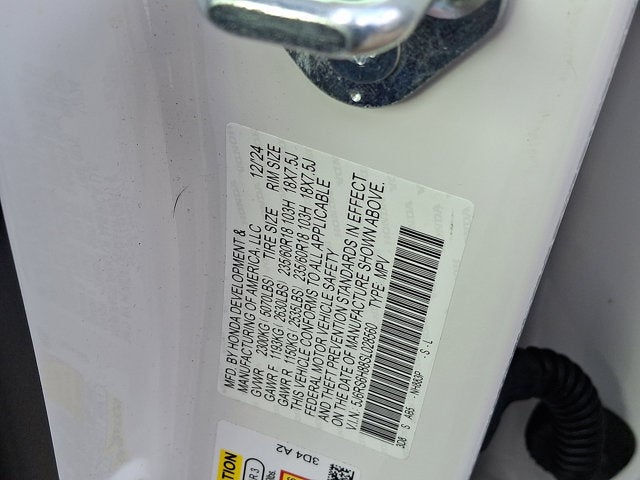 MFD. BY HONDA DEVELOPMENT &
MANUFACTURING OF AMERICA, LLC 12/24
GVWR 2300KG 5070LBS TIRE SIZE RIM SIZE
GAWR F 1193KG (2630LBS) 235/60R18 103H 18X7.5J
GAWR R 1150KG (2535LBS) 235/60R18 103H 18X7.5J
THIS VEHICLE CONFORMS TO ALL APPLICABLE
FEDERAL MOTOR VEHICLE SAFETY
AND THEFT PREVENTION STANDARDS IN EFFECT
ON THE DATE OF MANUFACTURE SHOWN ABOVE.
V.I.N. TYPE: MPV
S - L
3D4 A2